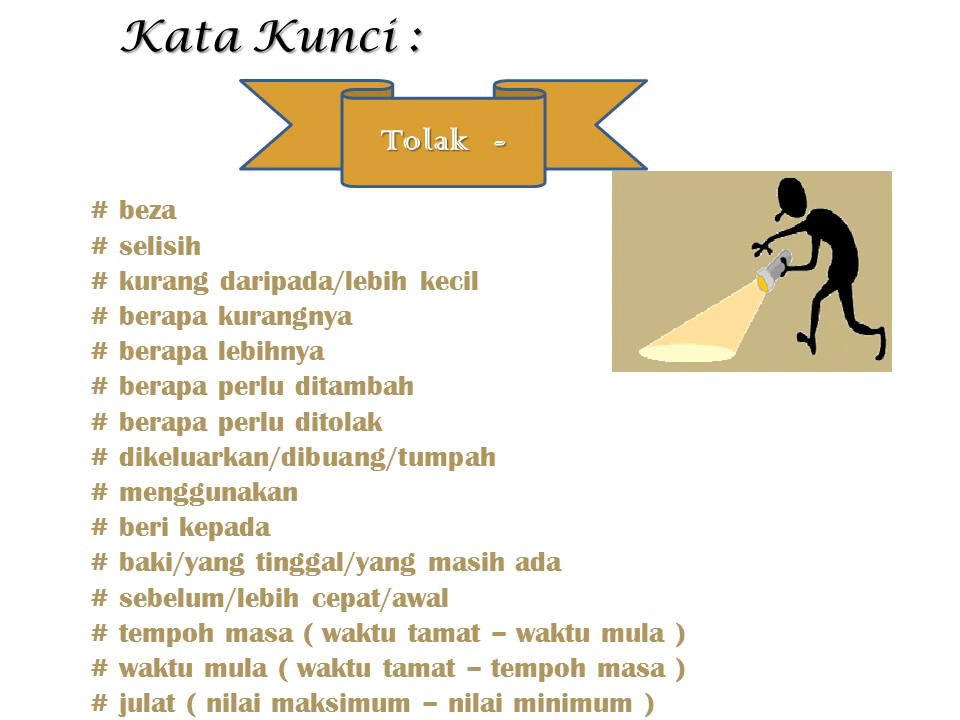 Kata Kunci :
Tolak -
# beza
# selisih
# kurang daripada/lebih kecil
# berapa kurangnya
# berapa lebihnya
# berapa perlu ditambah
# berapa perlu ditolak
# dikeluarkan/dibuang/tumpah
# menggunakan
# beri kepada
# baki/yang tinggal/yang masih ada
# sebelum/lebih cepat/awal
# tempoh masa ( waktu tamat – waktu mula )
# waktu mula ( waktu tamat – tempoh masa )
# julat ( nilai maksimum – nilai minimum )